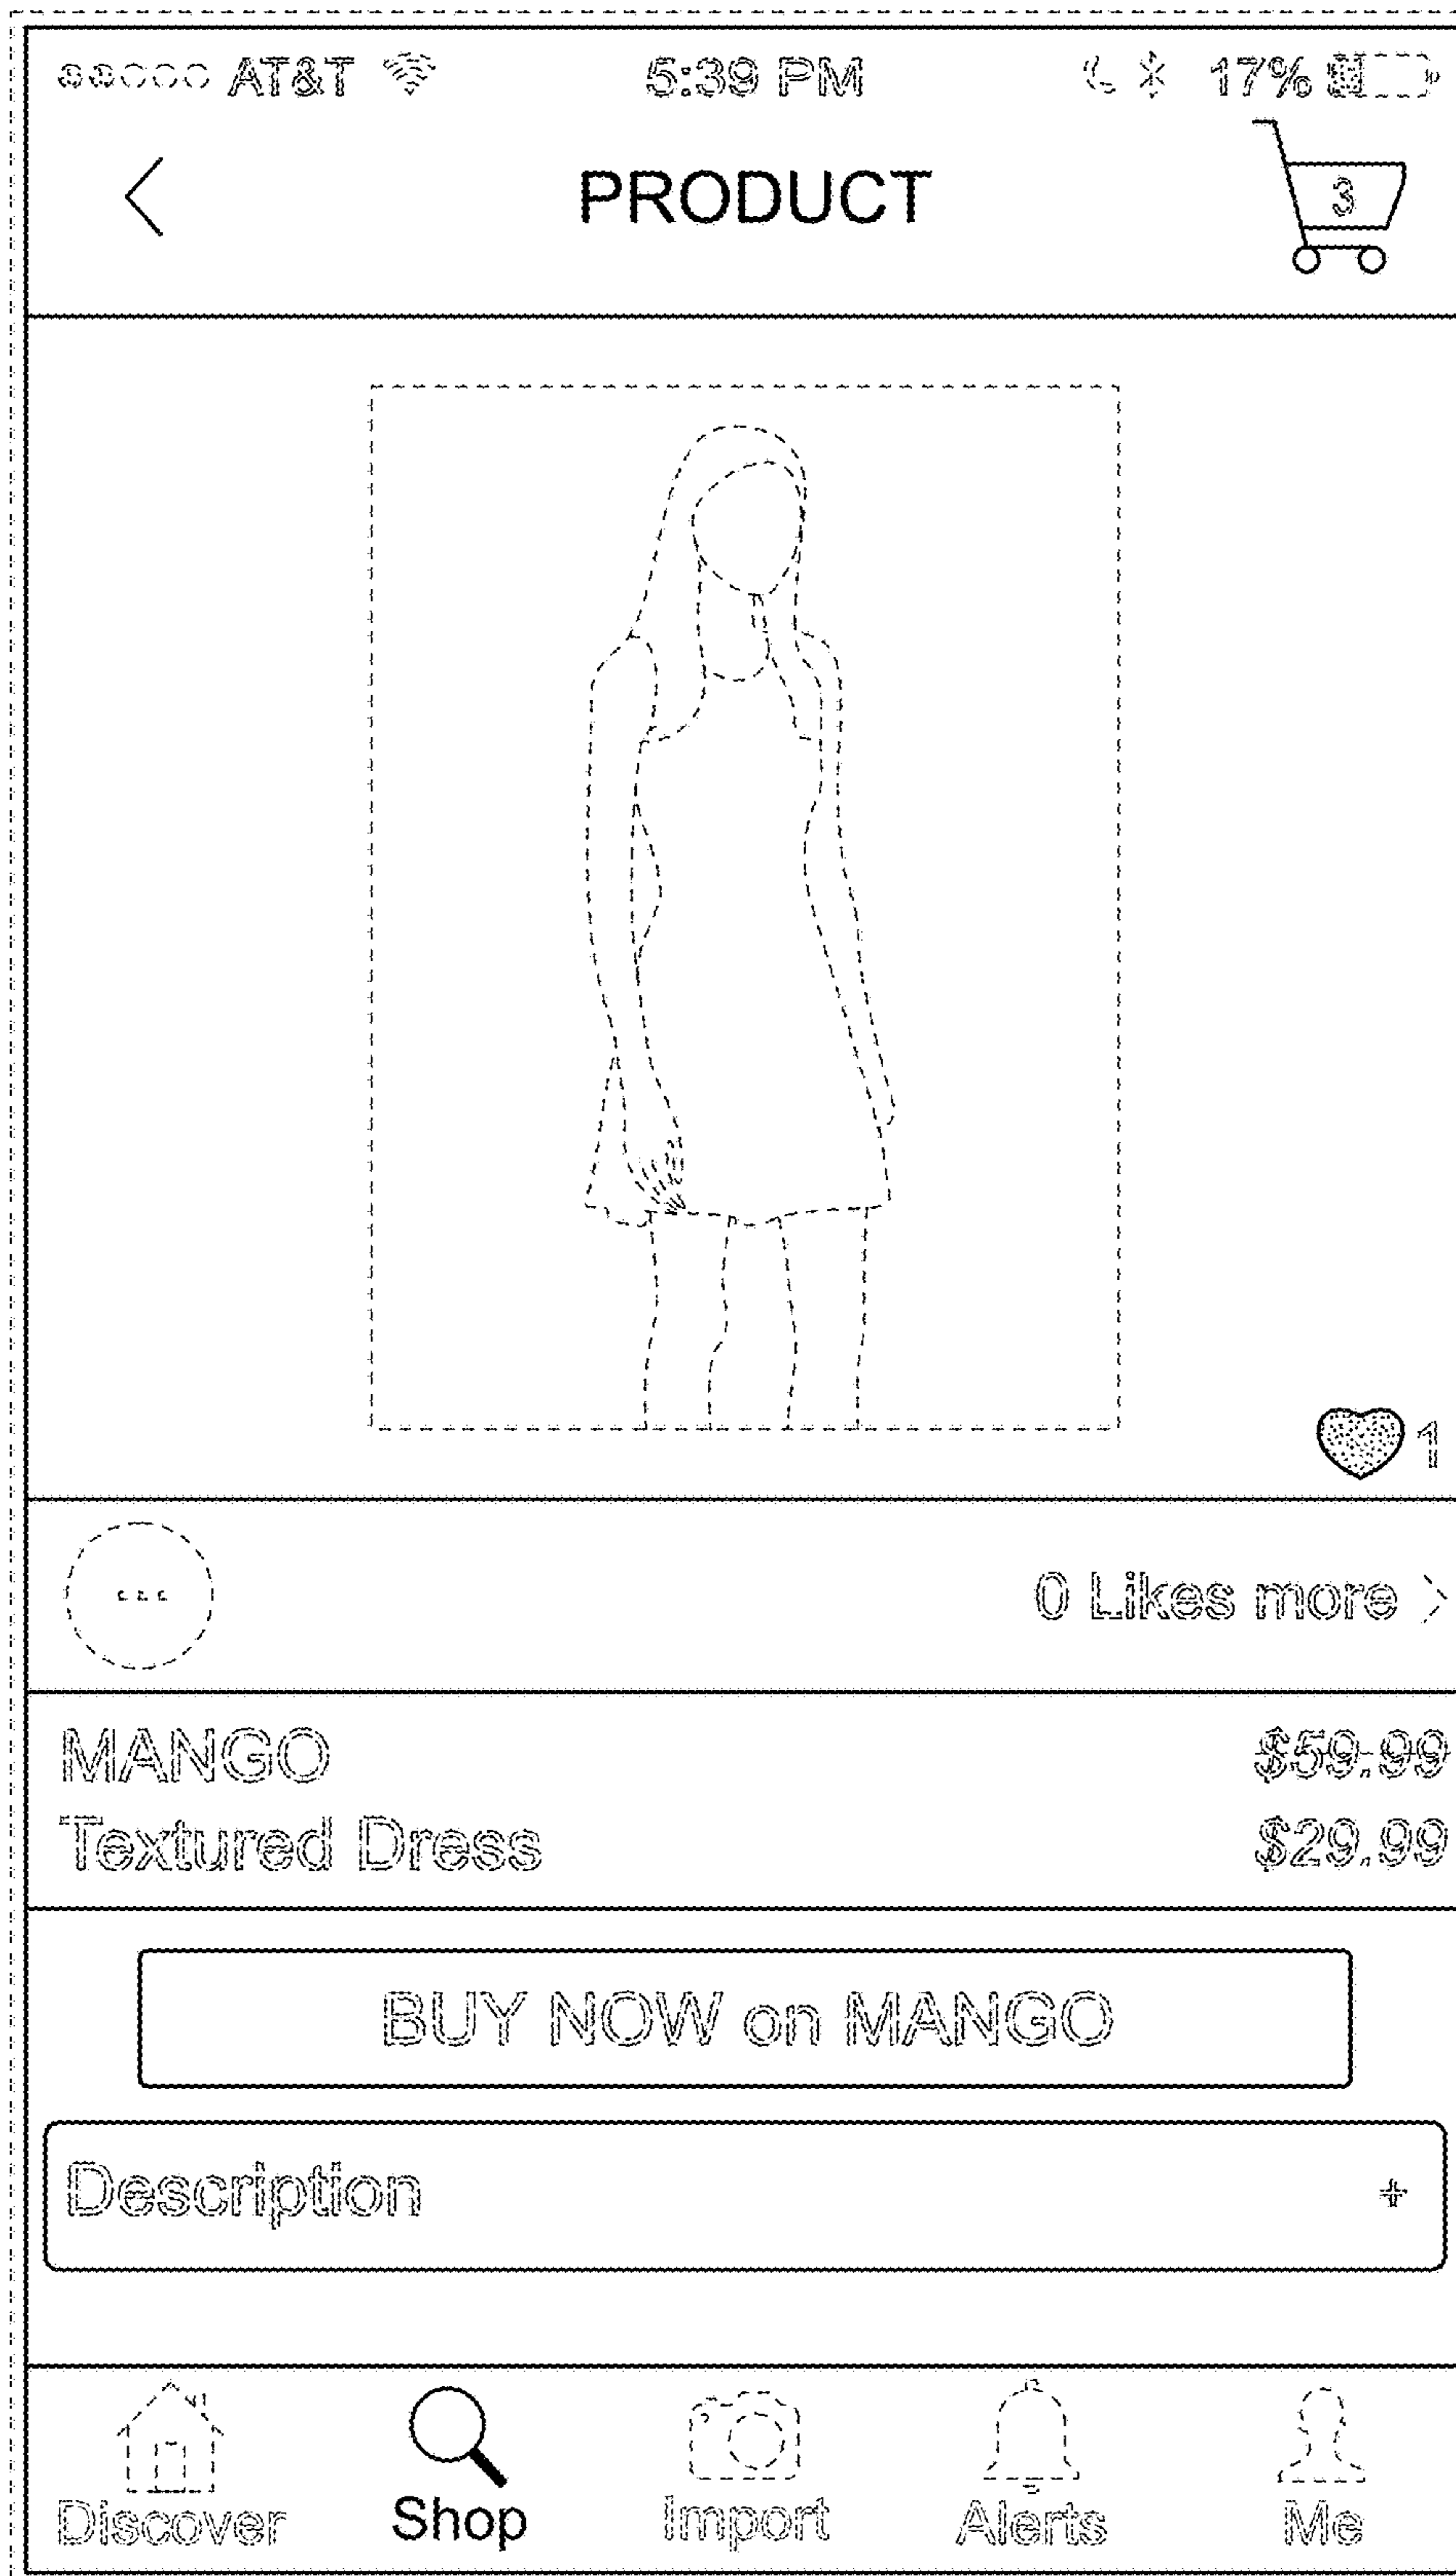 AT&T 5:39 PM 17%
< PRODUCT 3
1
...
0 Likes more >
MANGO $59.99
Textured Dress $29.99
BUY NOW on MANGO
Description +
Discover Shop Import Alerts Me